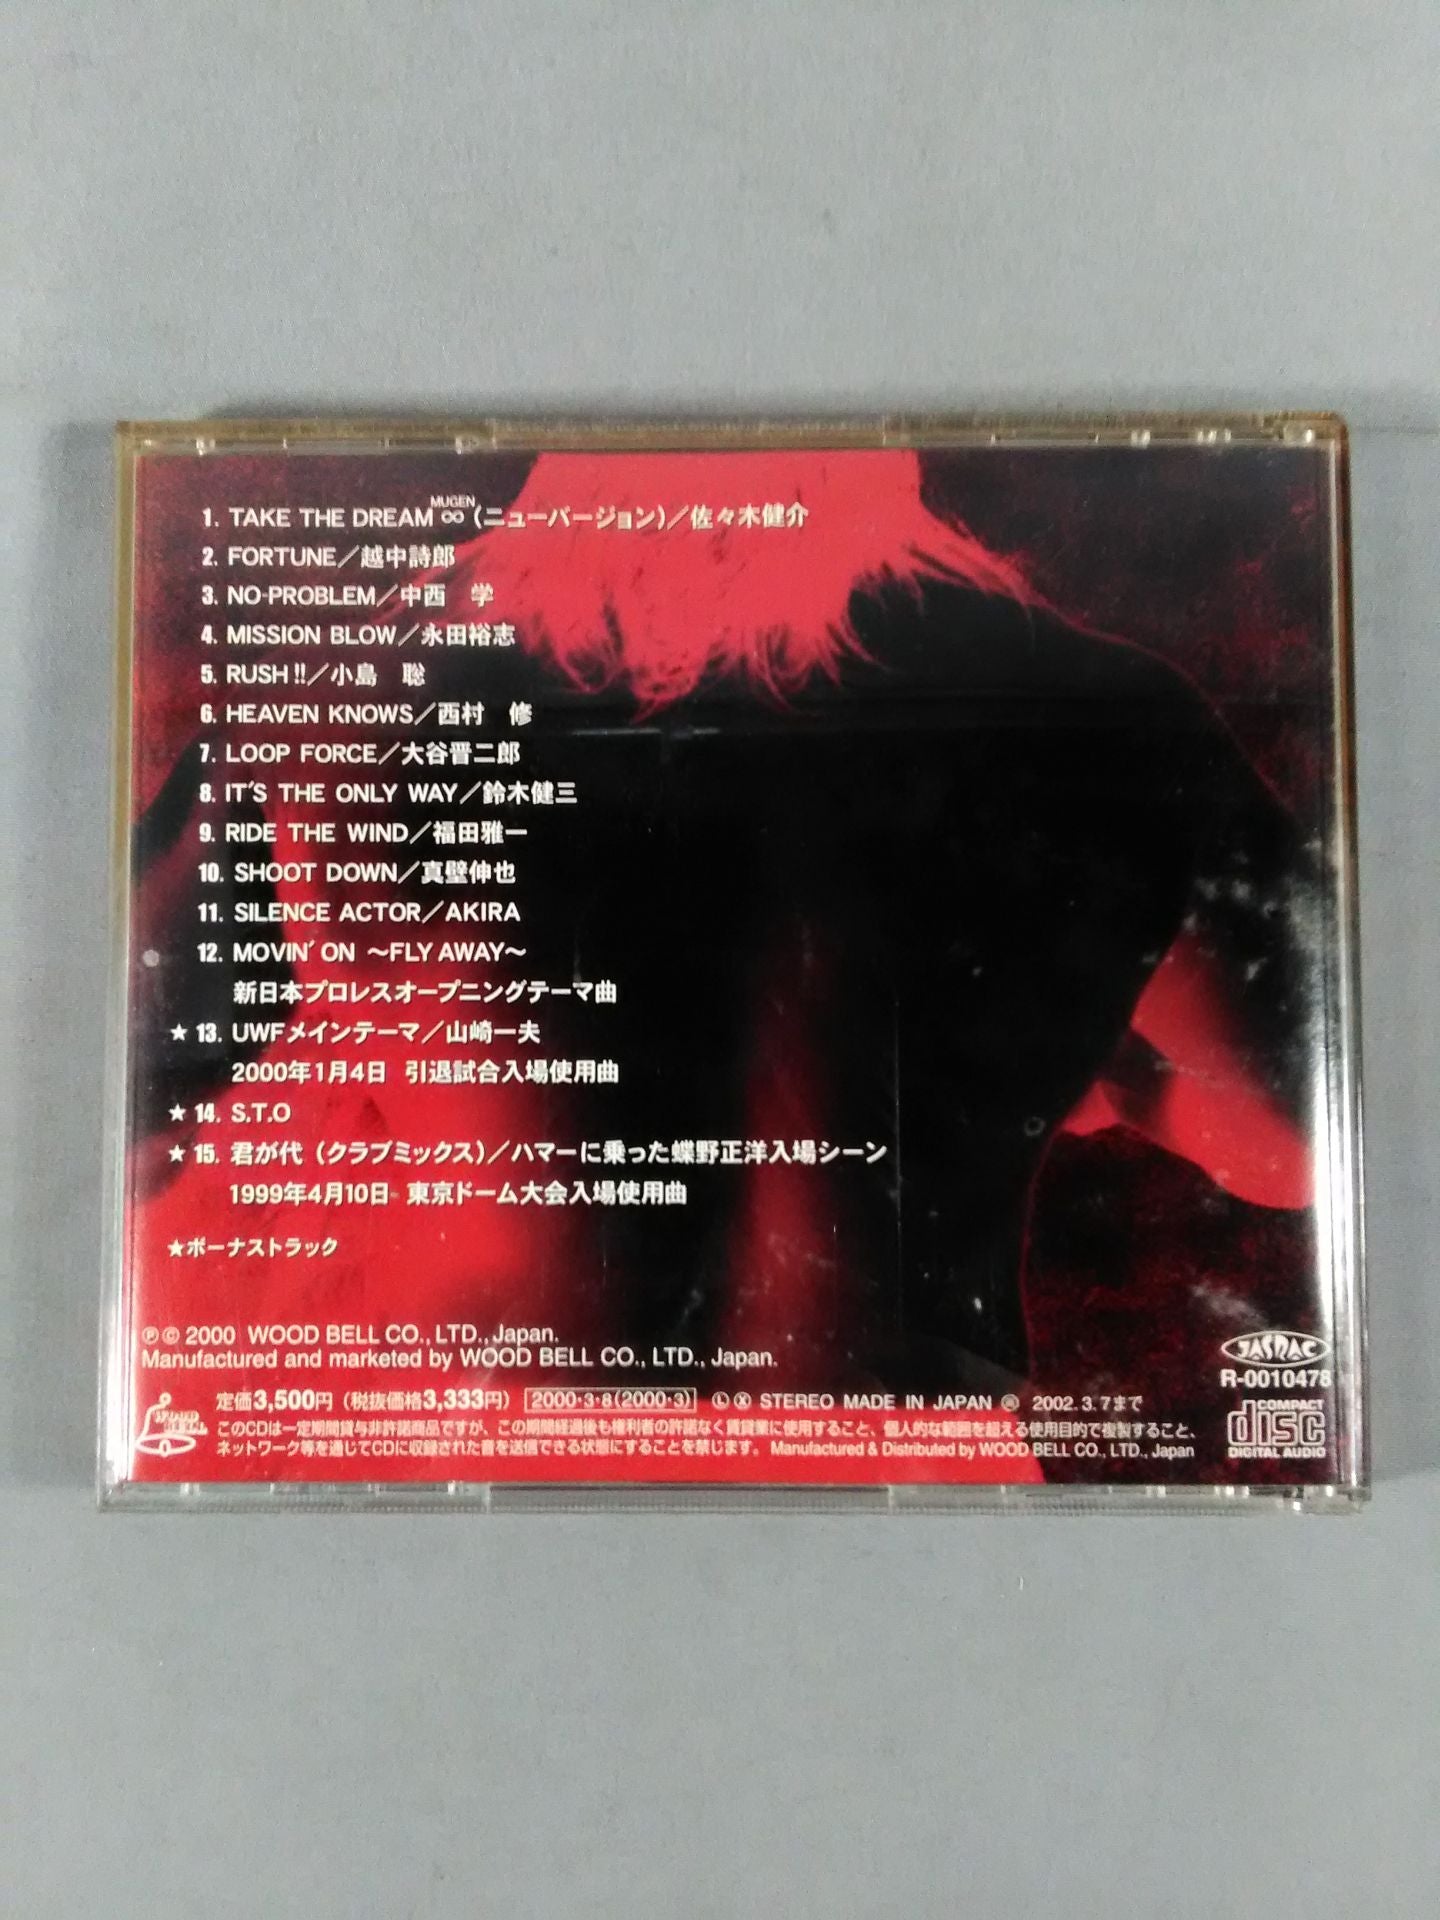 MUGEN
1. TAKE THE DREAM ∞ (ニューバージョン)／佐々木健介
2. FORTUNE／越中詩郎
3. NO-PROBLEM／中西　学
4. MISSION BLOW／永田裕志
5. RUSH!!／小島　聡
6. HEAVEN KNOWS／西村　修
7. LOOP FORCE／大谷晋二郎
8. IT'S THE ONLY WAY／鈴木健三
9. RIDE THE WIND／福田雅一
10. SHOOT DOWN／真壁伸也
11. SILENCE ACTOR／AKIRA
12. MOVIN' ON ～FLY AWAY～
新日本プロレスオープニングテーマ曲
★ 13. UWFメインテーマ／山崎一夫
2000年1月4日 引退試合入場使用曲
★ 14. S.T.O
★ 15. 君が代 (クラブミックス)／ハマーに乗った蝶野正洋入場シーン
1999年4月10日 東京ドーム大会入場使用曲
★ボーナストラック
Ⓟ© 2000 WOOD BELL CO., LTD., Japan.
Manufactured and marketed by WOOD BELL CO., LTD., Japan.
JASRAC
R-0010478
定価3,500円 (税抜価格3,333円) 2000・3・8(2000・3) Ⓛ Ⓧ STEREO MADE IN JAPAN 2002.3.7まで
WOOD BELL
このCDは一定期間貸与非許諾商品ですが、この期間経過後も権利者の許諾なく賃貸業に使用すること、個人的な範囲を超える使用目的で複製すること、
ネットワーク等を通じてCDに収録された音を送信できる状態にすることを禁じます。 Manufactured & Distributed by WOOD BELL CO., LTD., Japan
COMPACT
disc
DIGITAL AUDIO